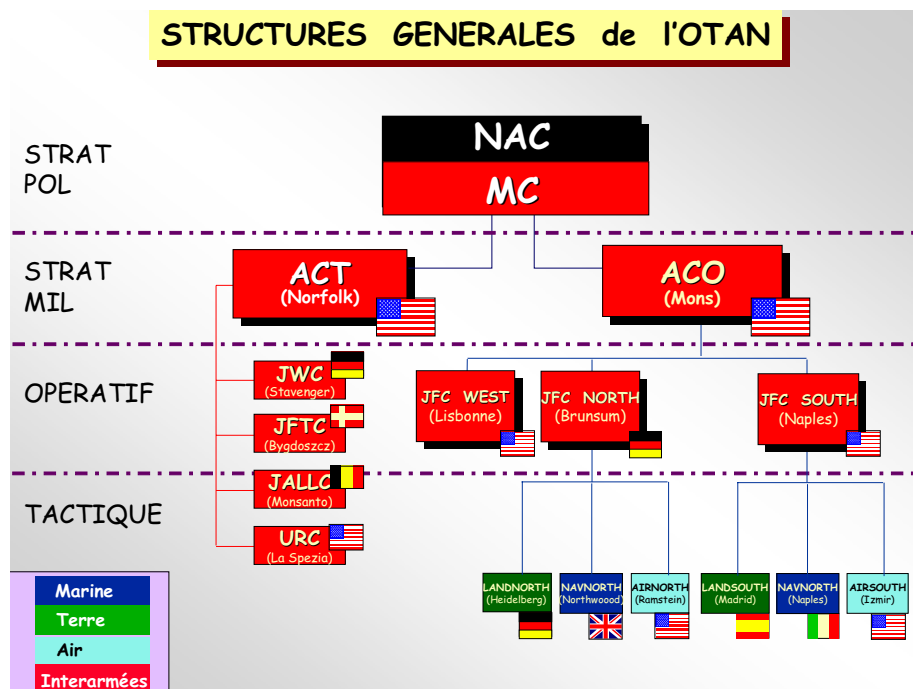 STRUCTURES GENERALES de l'OTAN
STRAT
POL
NAC
MC
STRAT
MIL
ACT
(Norfolk)
ACO
(Mons)
OPERATIF
JWC
(Stavenger)
JFTC
(Bygdoszcz)
JFC WEST
(Lisbonne)
JFC NORTH
(Brunsum)
JFC SOUTH
(Naples)
TACTIQUE
JALLC
(Monsanto)
URC
(La Spezia)
LANDNORTH
(Heidelberg)
NAVNORTH
(Northwoood)
AIRNORTH
(Ramstein)
LANDSOUTH
(Madrid)
NAVNORTH
(Naples)
AIRSOUTH
(Izmir)
Marine
Terre
Air
Interarmées